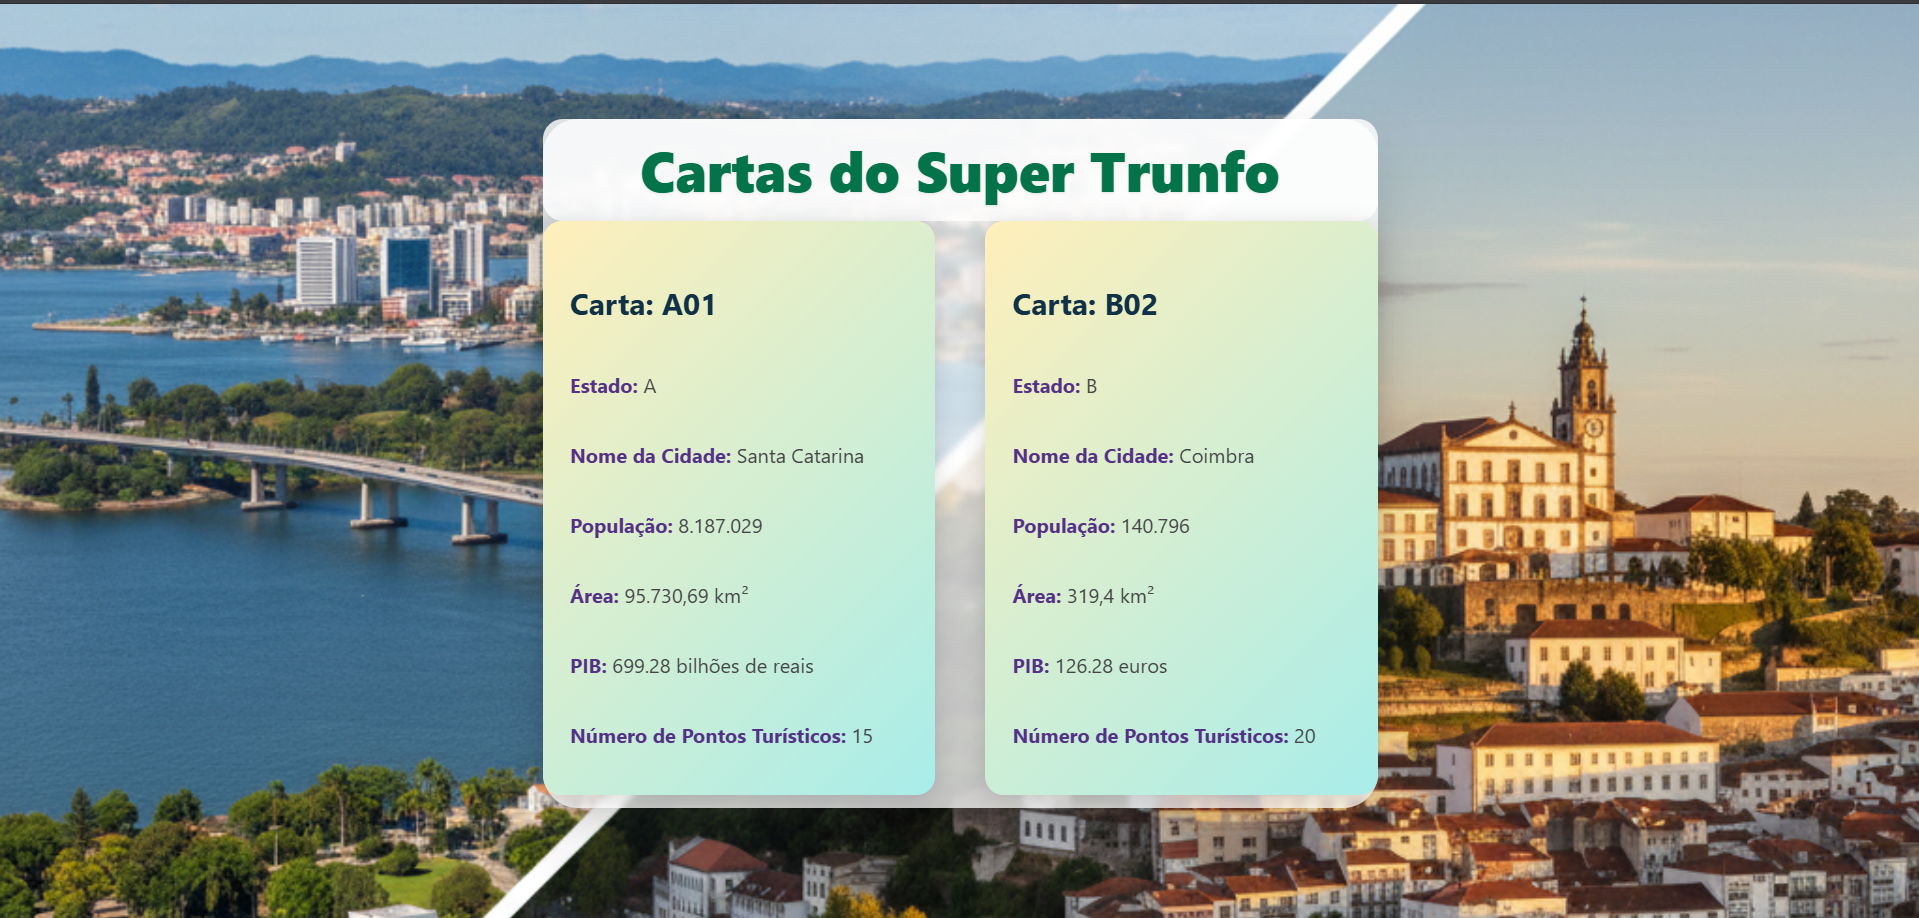 Cartas do Super Trunfo
Carta: A01
Estado: A
Nome da Cidade: Santa Catarina
População: 8.187.029
Área: 95.730,69 km²
PIB: 699.28 bilhões de reais
Número de Pontos Turísticos: 15
Carta: B02
Estado: B
Nome da Cidade: Coimbra
População: 140.796
Área: 319,4 km²
PIB: 126.28 euros
Número de Pontos Turísticos: 20